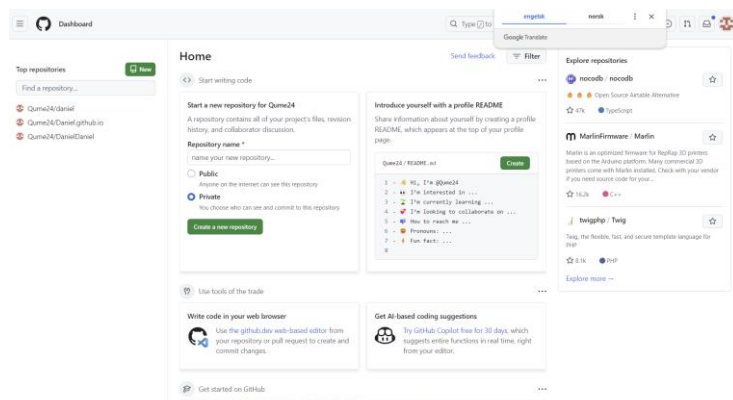 Dashboard
Type / to
engelsk norsk
Google Translate
Top repositories
New
Find a repository...
Qume24/daniel
Qume24/Daniel.github.io
Qume24/DanielDaniel
Home
Send feedback
Filter
Start writing code
Start a new repository for Qume24
A repository contains all of your project's files, revision
history, and collaborator discussion.
Repository name *
name your new repository...
Public
Anyone on the internet can see this repository
Private
You choose who can see and commit to this repository
Create a new repository
Introduce yourself with a profile README
Share information about yourself by creating a profile
README, which appears at the top of your profile
page.
Qume24 / README.md
Create
1 - 👋 Hi, I'm @Qume24
2 - 👀 I'm interested in ...
3 - 🌱 I'm currently learning ...
4 - 💞️ I'm looking to collaborate on ...
5 - 📫 How to reach me ...
6 - 😄 Pronouns: ...
7 - ⚡ Fun fact: ...
8
Use tools of the trade
Write code in your web browser
Use the github.dev web-based editor from
your repository or pull request to create and
commit changes.
Get AI-based coding suggestions
Try GitHub Copilot free for 30 days, which
suggests entire functions in real time, right
from your editor.
Get started on GitHub
Explore repositories
nocodb / nocodb
🔥 🔥 🔥 Open Source Airtable Alternative
47k TypeScript
MarlinFirmware / Marlin
Marlin is an optimized firmware for RepRap 3D printers
based on the Arduino platform. Many commercial 3D
printers come with Marlin installed. Check with your vendor
if you need source code for your...
16.2k C++
twigphp / Twig
Twig, the flexible, fast, and secure template language for
PHP
8.1k PHP
Explore more →